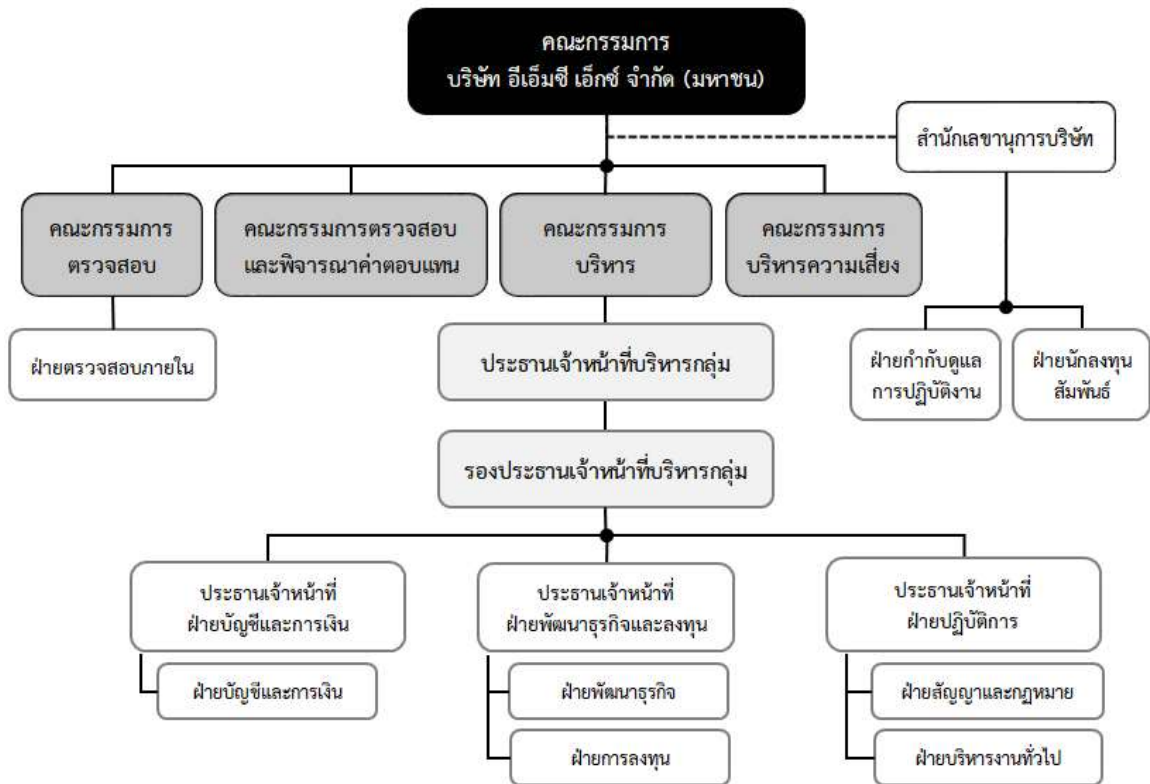 คณะกรรมการ
บริษัท อีเอ็มซี เอ็กซ์ จำกัด (มหาชน)
สำนักเลขานุการบริษัท
คณะกรรมการ
ตรวจสอบ
คณะกรรมการตรวจสอบ
และพิจารณาค่าตอบแทน
คณะกรรมการ
บริหาร
คณะกรรมการ
บริหารความเสี่ยง
ฝ่ายตรวจสอบภายใน
ประธานเจ้าหน้าที่บริหารกลุ่ม
ฝ่ายกำกับดูแล
การปฏิบัติงาน
ฝ่ายนักลงทุน
สัมพันธ์
รองประธานเจ้าหน้าที่บริหารกลุ่ม
ประธานเจ้าหน้าที่
ฝ่ายบัญชีและการเงิน
ฝ่ายบัญชีและการเงิน
ประธานเจ้าหน้าที่
ฝ่ายพัฒนาธุรกิจและลงทุน
ฝ่ายพัฒนาธุรกิจ
ฝ่ายการลงทุน
ประธานเจ้าหน้าที่
ฝ่ายปฏิบัติการ
ฝ่ายสัญญาและกฎหมาย
ฝ่ายบริหารงานทั่วไป